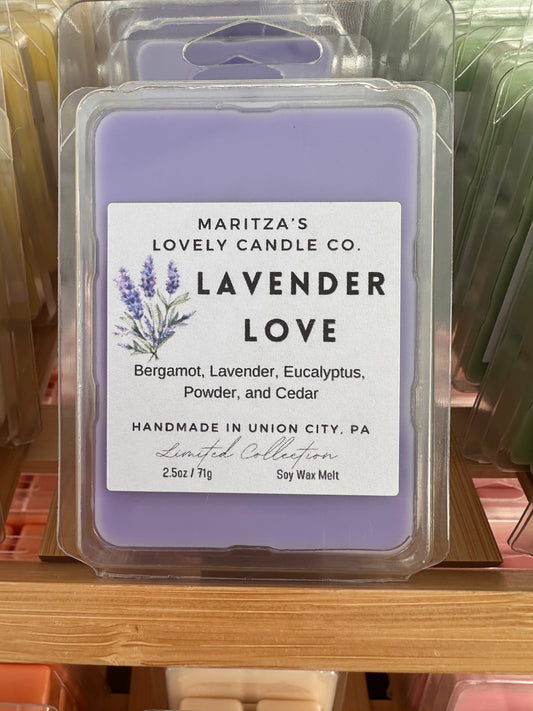 MARITZA'S
LOVELY CANDLE CO.
LAVENDER
LOVE
Bergamot, Lavender, Eucalyptus,
Powder, and Cedar
HANDMADE IN UNION CITY, PA
Limited Collection
2.5oz / 71g Soy Wax Melt